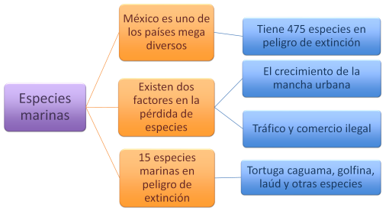 Especies
marinas
México es uno de
los países mega
diversos
Tiene 475 especies en
peligro de extinción
Existen dos
factores en la
pérdida de
especies
El crecimiento de la
mancha urbana
Tráfico y comercio ilegal
15 especies
marinas en
peligro de
extinción
Tortuga caguama, golfina,
laúd y otras especies